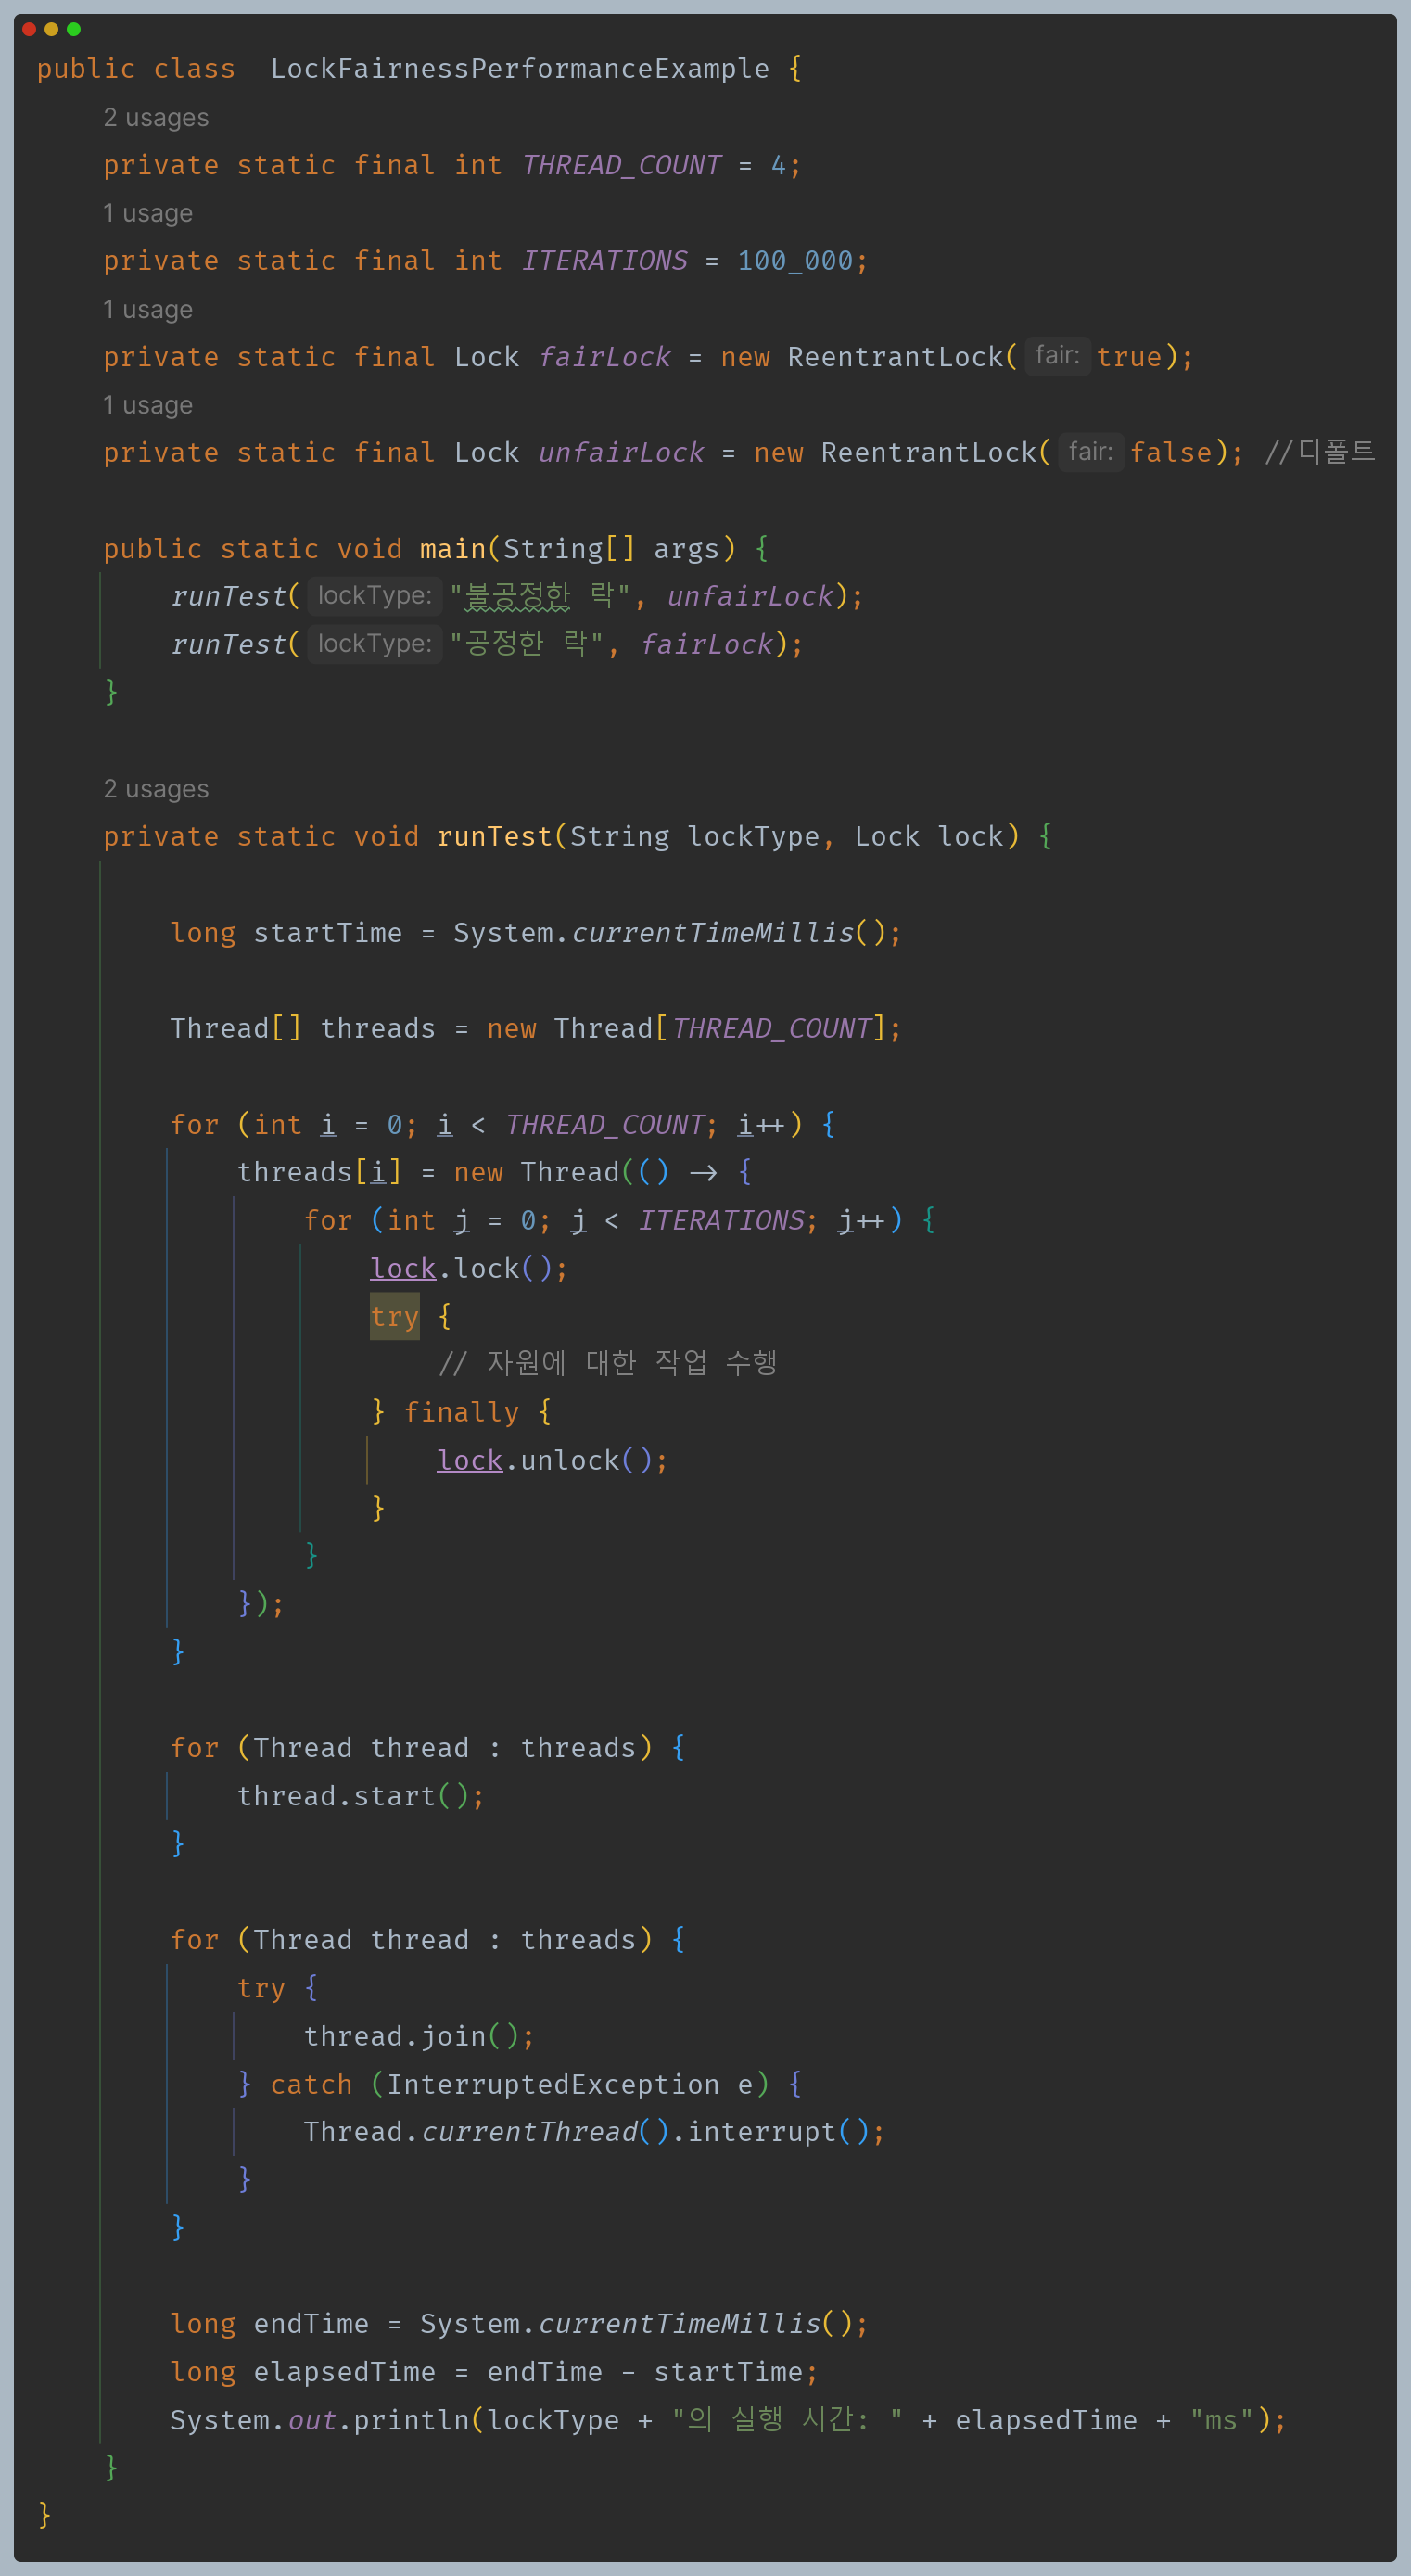 public class  LockFairnessPerformanceExample {
    2 usages
    private static final int THREAD_COUNT = 4;
    1 usage
    private static final int ITERATIONS = 100_000;
    1 usage
    private static final Lock fairLock = new ReentrantLock( fair: true);
    1 usage
    private static final Lock unfairLock = new ReentrantLock( fair: false); //디폴트

    public static void main(String[] args) {
        runTest( lockType: "불공정한 락", unfairLock);
        runTest( lockType: "공정한 락", fairLock);
    }

    2 usages
    private static void runTest(String lockType, Lock lock) {

        long startTime = System.currentTimeMillis();

        Thread[] threads = new Thread[THREAD_COUNT];

        for (int i = 0; i < THREAD_COUNT; i++) {
            threads[i] = new Thread(() -> {
                for (int j = 0; j < ITERATIONS; j++) {
                    lock.lock();
                    try {
                        // 자원에 대한 작업 수행
                    } finally {
                        lock.unlock();
                    }
                }
            });
        }

        for (Thread thread : threads) {
            thread.start();
        }

        for (Thread thread : threads) {
            try {
                thread.join();
            } catch (InterruptedException e) {
                Thread.currentThread().interrupt();
            }
        }

        long endTime = System.currentTimeMillis();
        long elapsedTime = endTime - startTime;
        System.out.println(lockType + "의 실행 시간: " + elapsedTime + "ms");
    }
}